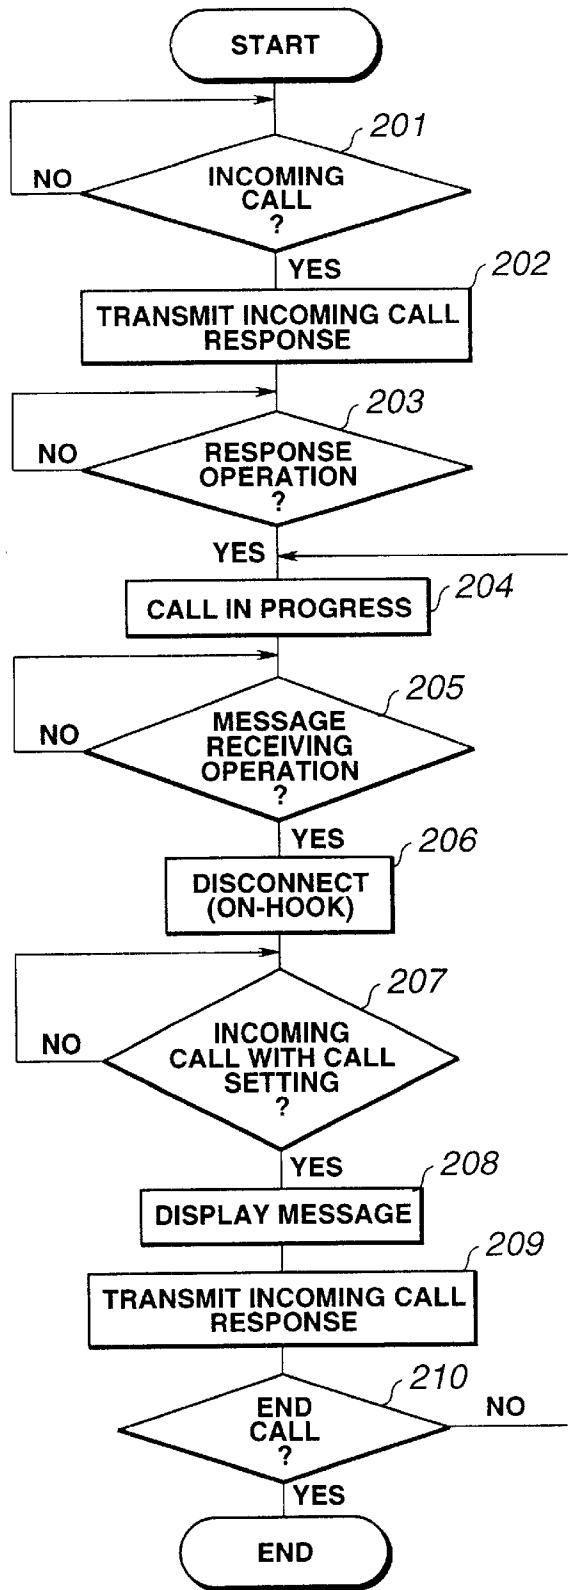 START
201
INCOMING
CALL
?
NO
YES
202
TRANSMIT INCOMING CALL
RESPONSE
203
RESPONSE
OPERATION
?
NO
YES
204
CALL IN PROGRESS
205
MESSAGE
RECEIVING
OPERATION
?
NO
YES
206
DISCONNECT
(ON-HOOK)
207
INCOMING
CALL WITH CALL
SETTING
?
NO
YES
208
DISPLAY MESSAGE
209
TRANSMIT INCOMING CALL
RESPONSE
210
END
CALL
?
NO
YES
END